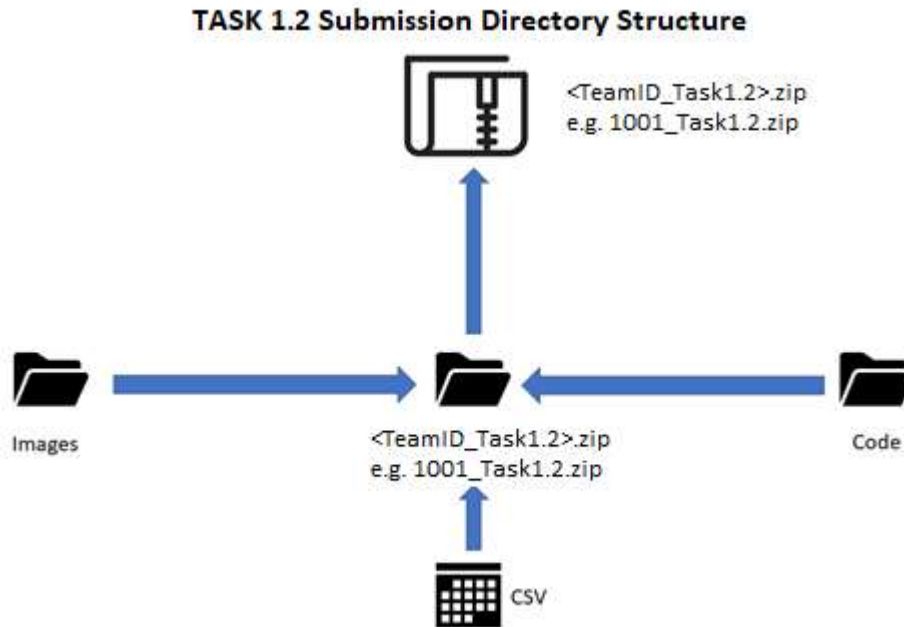 TASK 1.2 Submission Directory Structure
<TeamID_Task1.2>.zip
e.g. 1001_Task1.2.zip
Images
<TeamID_Task1.2>.zip
e.g. 1001_Task1.2.zip
Code
CSV